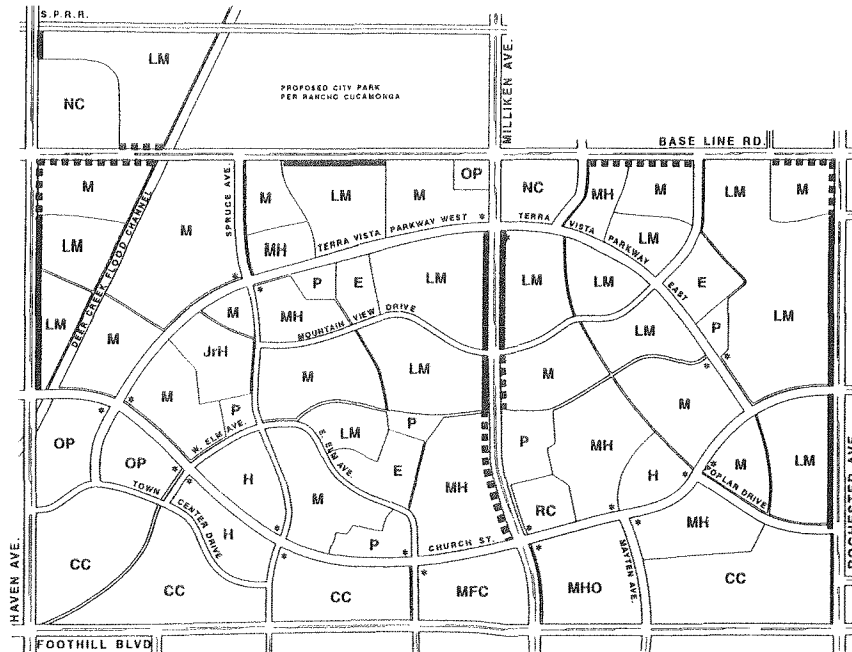 S.P.R.R.
LM
NC
PROPOSED CITY PARK
PER RANCHO CUCAMONGA
MILLIKEN AVE.
BASE LINE RD.
M
DEER CREEK FLOOD CHANNEL
M
SPRUCE AVE.
M
LM
M
OP
NC
MH
M
LM
M
LM
MH
TERRA VISTA PARKWAY WEST
TERRA VISTA PARKWAY EAST
LM
E
P
E
LM
LM
LM
LM
M
M
MH
MOUNTAIN VIEW DRIVE
LM
P
LM
JrH
M
M
LM
M
M
P
W. ELM AVE.
E. ELM AVE.
LM
P
P
MH
OP
OP
H
M
E
MH
H
M
LM
POPLAR DRIVE
TOWN CENTER DRIVE
H
P
RC
CHURCH ST.
MH
MAYTEN AVE.
CC
CC
CC
MFC
MHO
CC
HAVEN AVE.
ROCHESTER AVE.
FOOTHILL BLVD